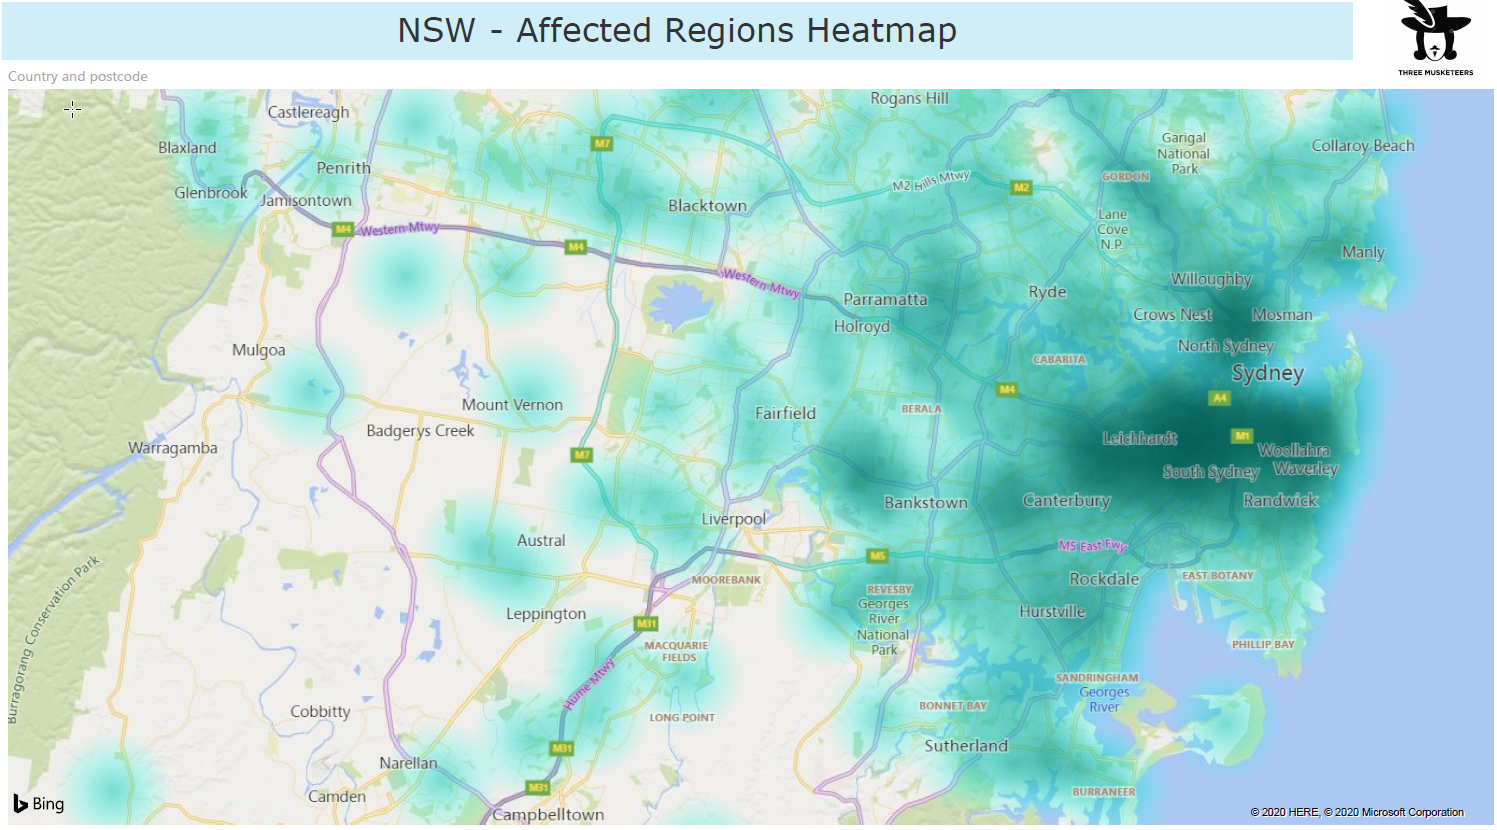 NSW - Affected Regions Heatmap
THREE MUSKETEERS
Country and postcode
Rogans Hill
Castlereagh
Blaxland
M7
Garigal
National
Park
Collaroy Beach
Penrith
GORDON
M2 Hills Mtwy
M2
Glenbrook
Jamisontown
Blacktown
Lane
Cove
N.P.
M4
Western Mtwy
M4
Manly
Western Mtwy
Willoughby
Parramatta
Ryde
Crows Nest
Mosman
Holroyd
North Sydney
Mulgoa
CABARITA
Sydney
M4
A4
Mount Vernon
Fairfield
BERALA
Badgerys Creek
Leichhardt
M1
Warragamba
M7
Woollahra
South Sydney
Waverley
Bankstown
Canterbury
Randwick
Liverpool
Austral
M5 East Fwy
M5
MOOREBANK
Rockdale
EAST BOTANY
REVESBY
Georges
River
National
Park
Leppington
Hurstville
M31
MACQUARIE
FIELDS
PHILLIP BAY
Burragorang Conservation Park
Hume Mtwy
SANDRINGHAM
Georges
River
Cobbitty
LONG POINT
BONNET BAY
M31
Sutherland
Narellan
M31
BURRANEER
Camden
Bing
Campbelltown
© 2020 HERE, © 2020 Microsoft Corporation